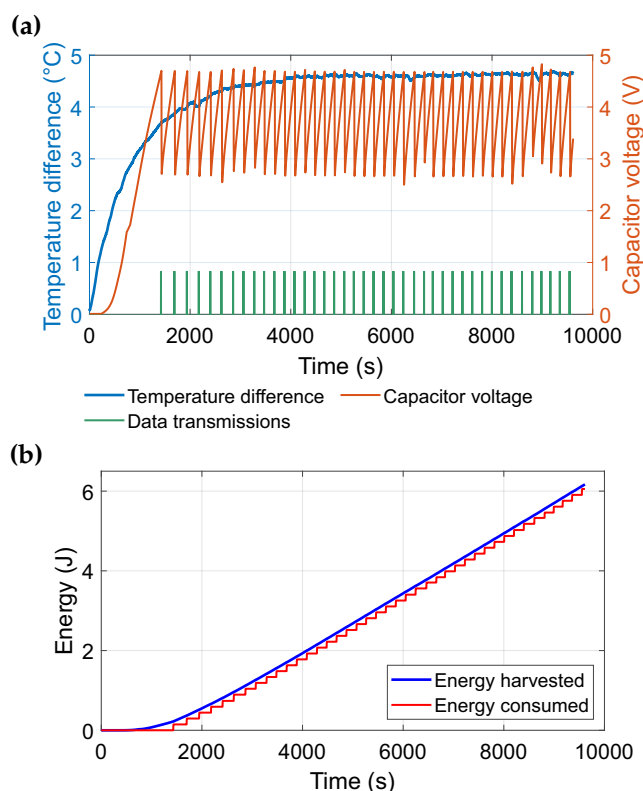 (a)
Temperature difference (°C)
Capacitor voltage (V)
5
4
3
2
1
0
5
4
3
2
1
0
0 2000 4000 6000 8000 10000
Time (s)
Temperature difference Capacitor voltage
Data transmissions
(b)
Energy (J)
6
4
2
0
Energy harvested
Energy consumed
0 2000 4000 6000 8000 10000
Time (s)